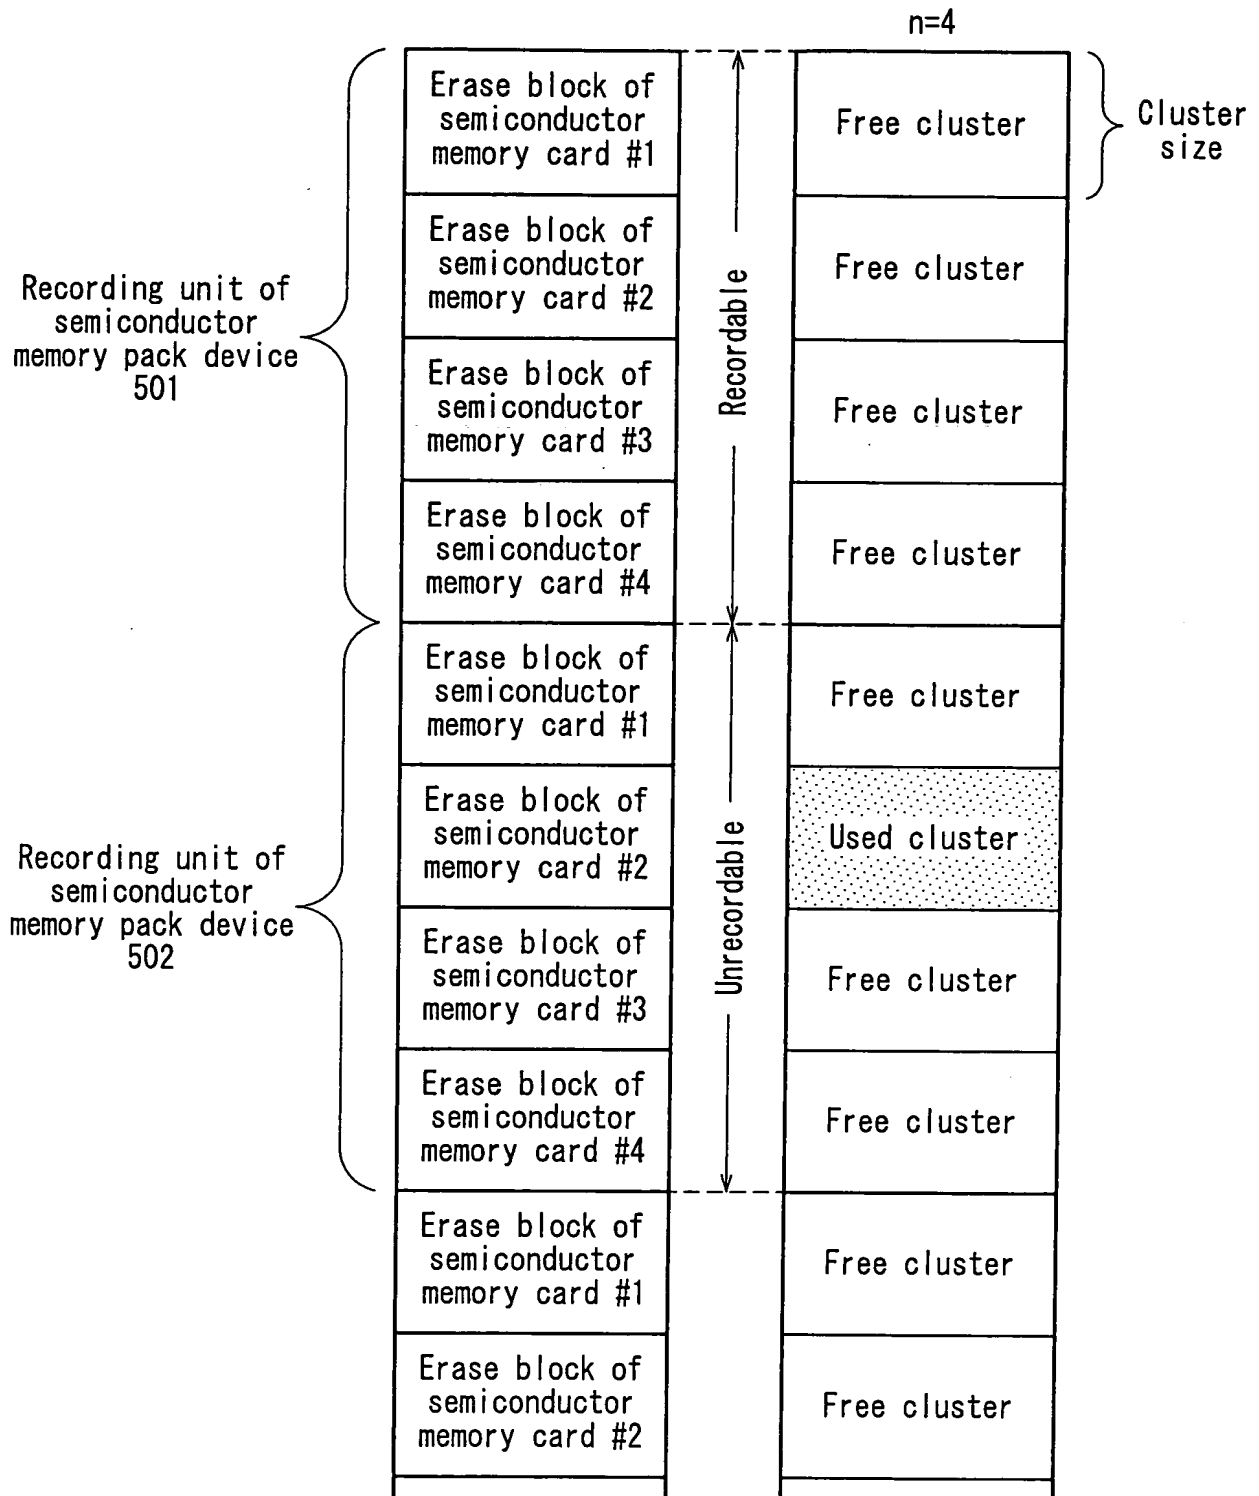 n=4
Erase block of
semiconductor
memory card #1
Free cluster
Cluster
size
Erase block of
semiconductor
memory card #2
Free cluster
Recording unit of
semiconductor
memory pack device
501
Recordable
Erase block of
semiconductor
memory card #3
Free cluster
Erase block of
semiconductor
memory card #4
Free cluster
Erase block of
semiconductor
memory card #1
Free cluster
Erase block of
semiconductor
memory card #2
Used cluster
Recording unit of
semiconductor
memory pack device
502
Unrecordable
Erase block of
semiconductor
memory card #3
Free cluster
Erase block of
semiconductor
memory card #4
Free cluster
Erase block of
semiconductor
memory card #1
Free cluster
Erase block of
semiconductor
memory card #2
Free cluster